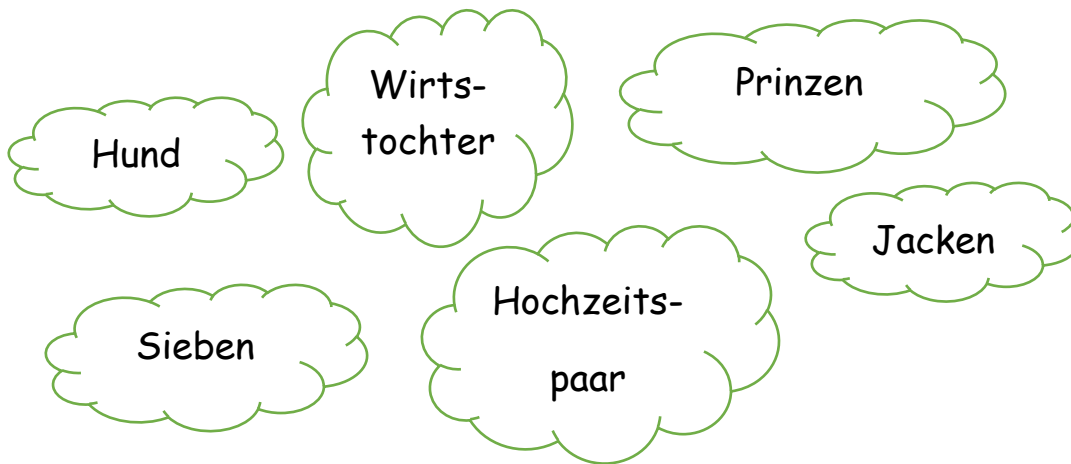 Wirts-
tochter
Prinzen
Hund
Jacken
Hochzeits-
paar
Sieben